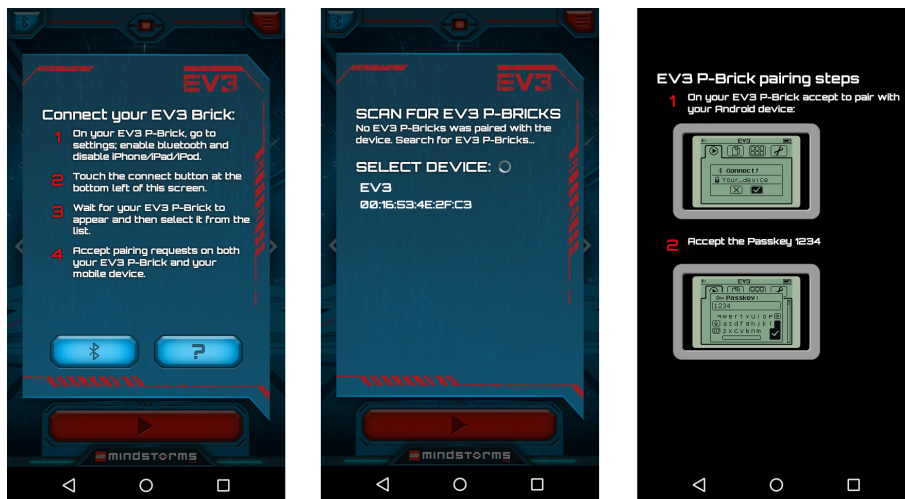 EV3
Connect your EV3 Brick:
1 On your EV3 P-Brick, go to
settings; enable bluetooth and
disable iPhone/iPad/iPod.
2 Touch the connect button at the
bottom left of this screen.
3 Wait for your EV3 P-Brick to
appear and then select it from the
list.
4 Accept pairing requests on both
your EV3 P-Brick and your
mobile device.
?
mindstorms
EV3
SCAN FOR EV3 P-BRICKS
No EV3 P-Bricks was paired with the
device. Search for EV3 P-Bricks...
SELECT DEVICE:
EV3
00:16:53:4E:2F:C3
mindstorms
EV3 P-Brick pairing steps
1 On your EV3 P-Brick accept to pair with
your Android device:
EV3
Connect?
Your_device
2 Accept the Passkey 1234
EV3
Passkey:
1234
qwertyuiop
asdfghjkl
zxcvbnm